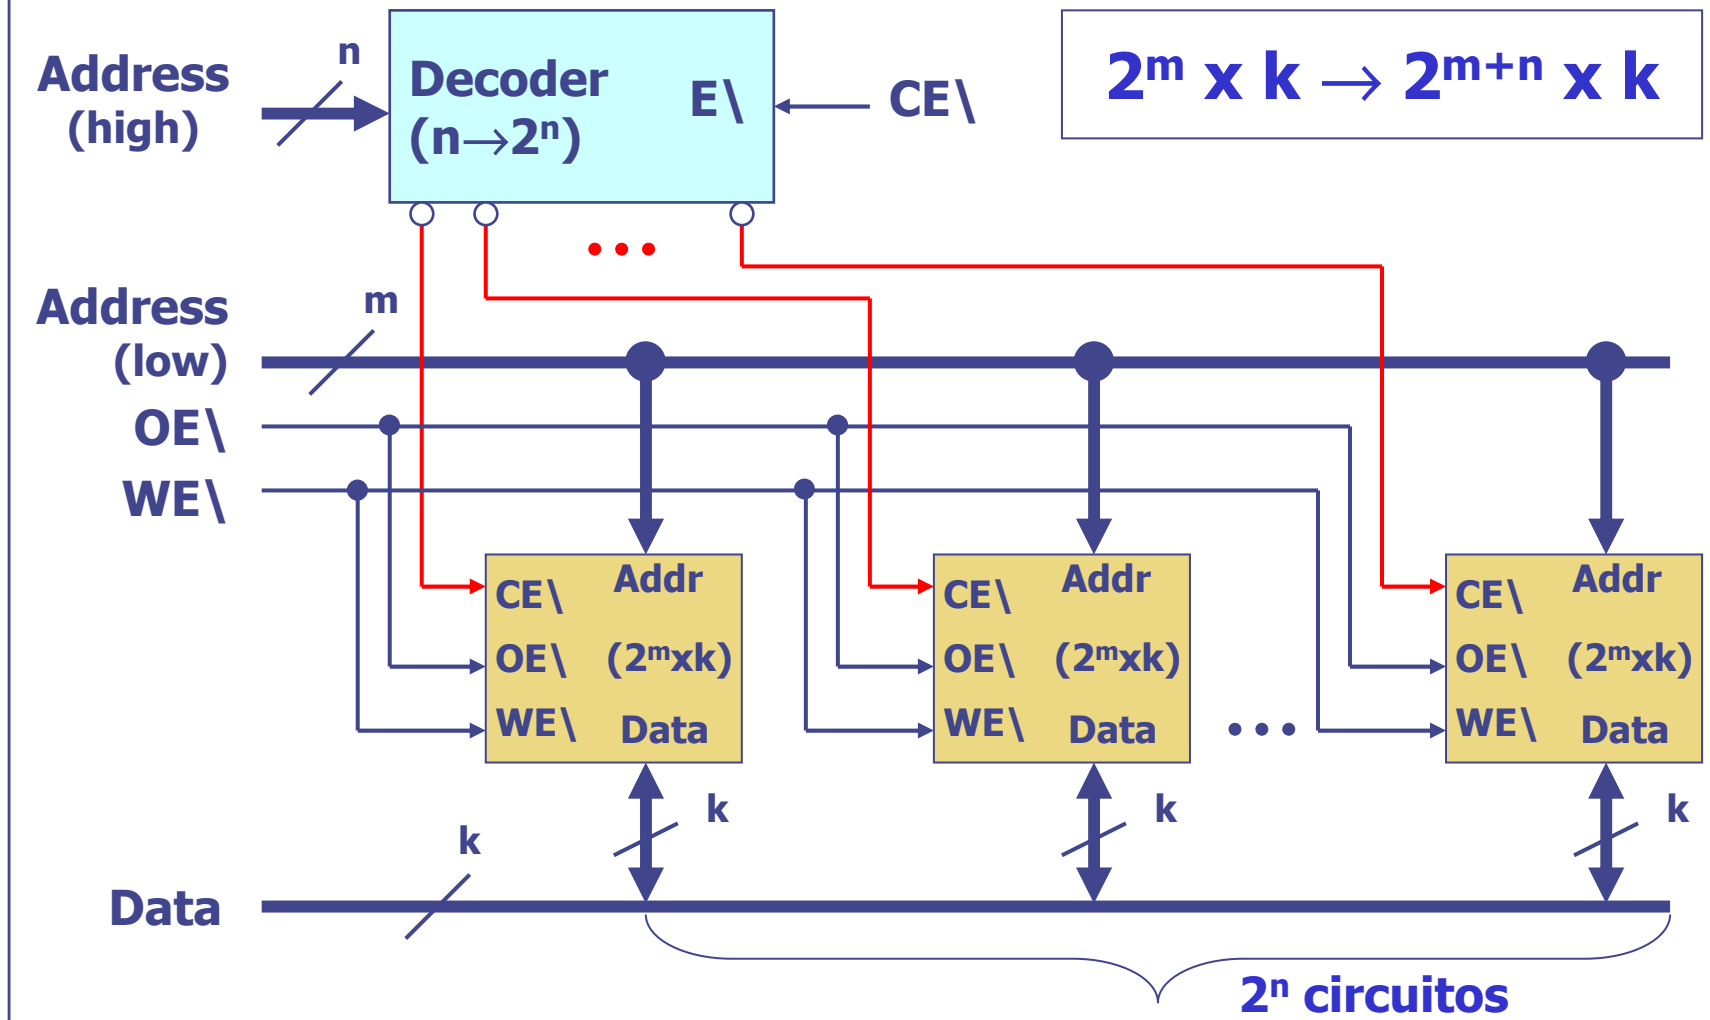 n
Address
(high)
Decoder
(n→2ⁿ)
E\
CE\
2ᵐ x k → 2ᵐ⁺ⁿ x k
m
Address
(low)
OE\
WE\
CE\ Addr
OE\ (2ᵐxk)
WE\ Data
CE\ Addr
OE\ (2ᵐxk)
WE\ Data
CE\ Addr
OE\ (2ᵐxk)
WE\ Data
k
k
k
k
Data
2ⁿ circuitos